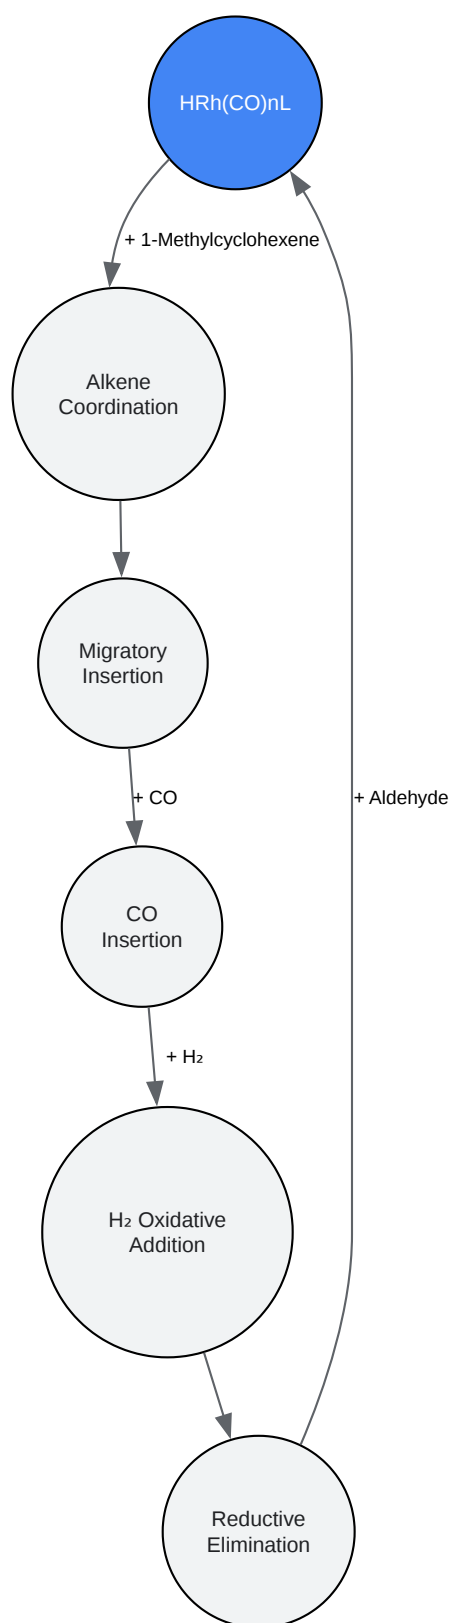 HRh(CO)nL
+ 1-Methylcyclohexene
Alkene
Coordination
Migratory
Insertion
+ CO
+ Aldehyde
CO
Insertion
+ H₂
H₂ Oxidative
Addition
Reductive
Elimination